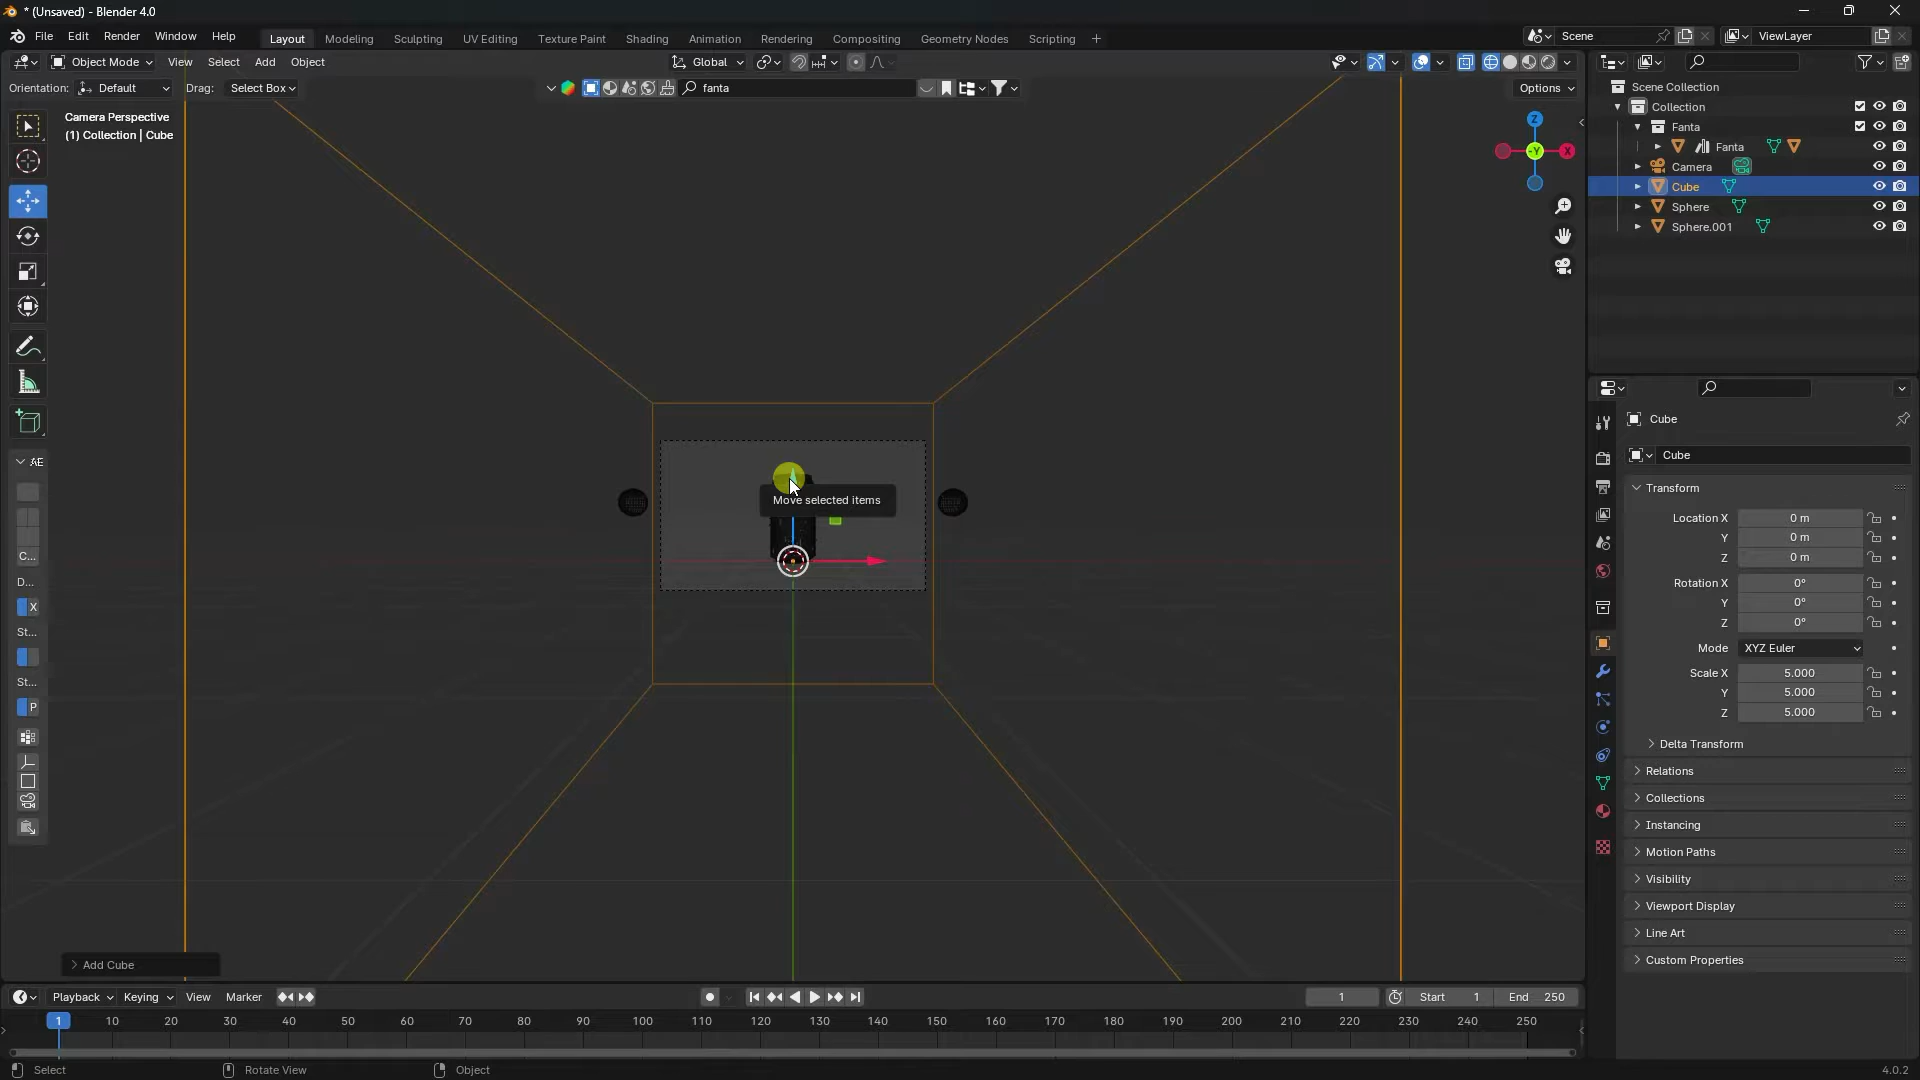 * (Unsaved) - Blender 4.0
File Edit Render Window Help
Layout Modeling Sculpting UV Editing Texture Paint Shading Animation Rendering Compositing Geometry Nodes Scripting +
Scene
ViewLayer
Object Mode View Select Add Object
Global
Orientation: Default Drag: Select Box
fanta
Options
Camera Perspective
(1) Collection | Cube
Z
-Y
X
Scene Collection
Collection
Fanta
Fanta
Camera
Cube
Sphere
Sphere.001
Move selected items
AE
C...
D...
X
St...
St...
P
Add Cube
Cube
Cube
Transform
Location X 0 m
Y 0 m
Z 0 m
Rotation X 0°
Y 0°
Z 0°
Mode XYZ Euler
Scale X 5.000
Y 5.000
Z 5.000
Delta Transform
Relations
Collections
Instancing
Motion Paths
Visibility
Viewport Display
Line Art
Custom Properties
Playback Keying View Marker
1 Start 1 End 250
1 10 20 30 40 50 60 70 80 90 100 110 120 130 140 150 160 170 180 190 200 210 220 230 240 250
Select Rotate View Object
4.0.2